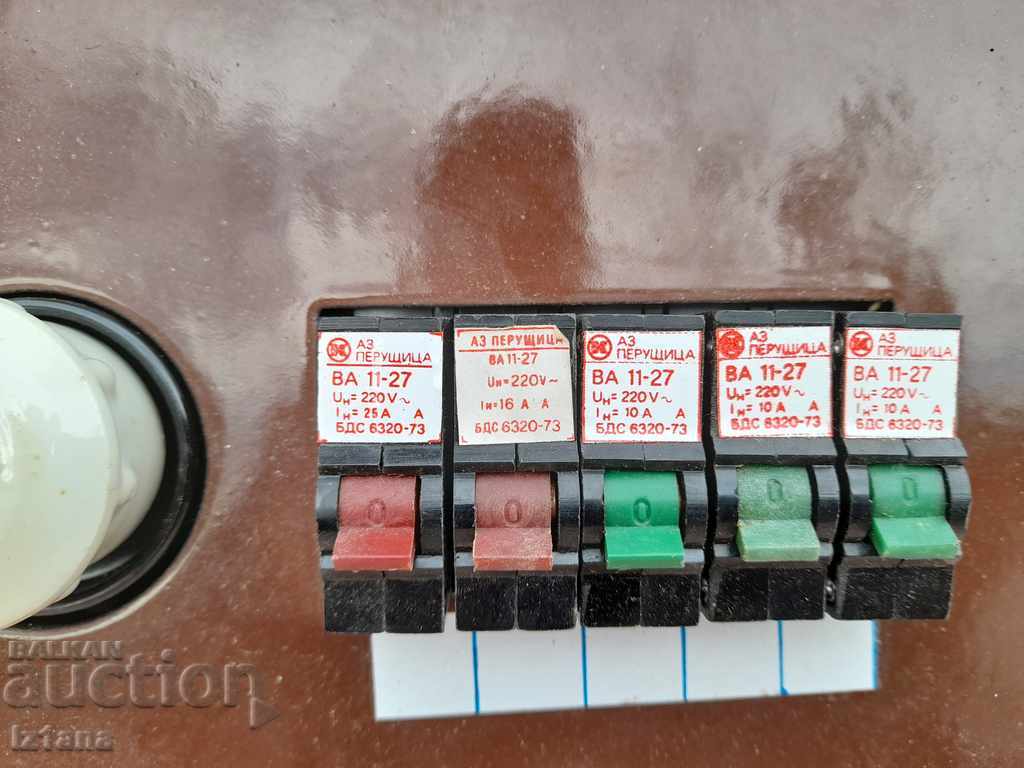 АЗ
ПЕРУЩИЦА
ВА 11-27
Uн= 220 V ~
Iн= 25 А А
БДС 6320-73
0
АЗ ПЕРУЩИЦА
ВА 11-27
Uн=220V~
Iн=16 А А
БДС 6320-73
0
АЗ
ПЕРУЩИЦА
ВА 11-27
Uн= 220 V ~
Iн= 10 А А
БДС 6320-73
0
АЗ
ПЕРУЩИЦА
ВА 11-27
Uн= 220 V ~
Iн= 10 А А
БДС 6320-73
0
АЗ
ПЕРУЩИЦА
ВА 11-27
Uн= 220 V ~
Iн= 10 А А
БДС 6320-73
0
BALKAN
auction
iztana